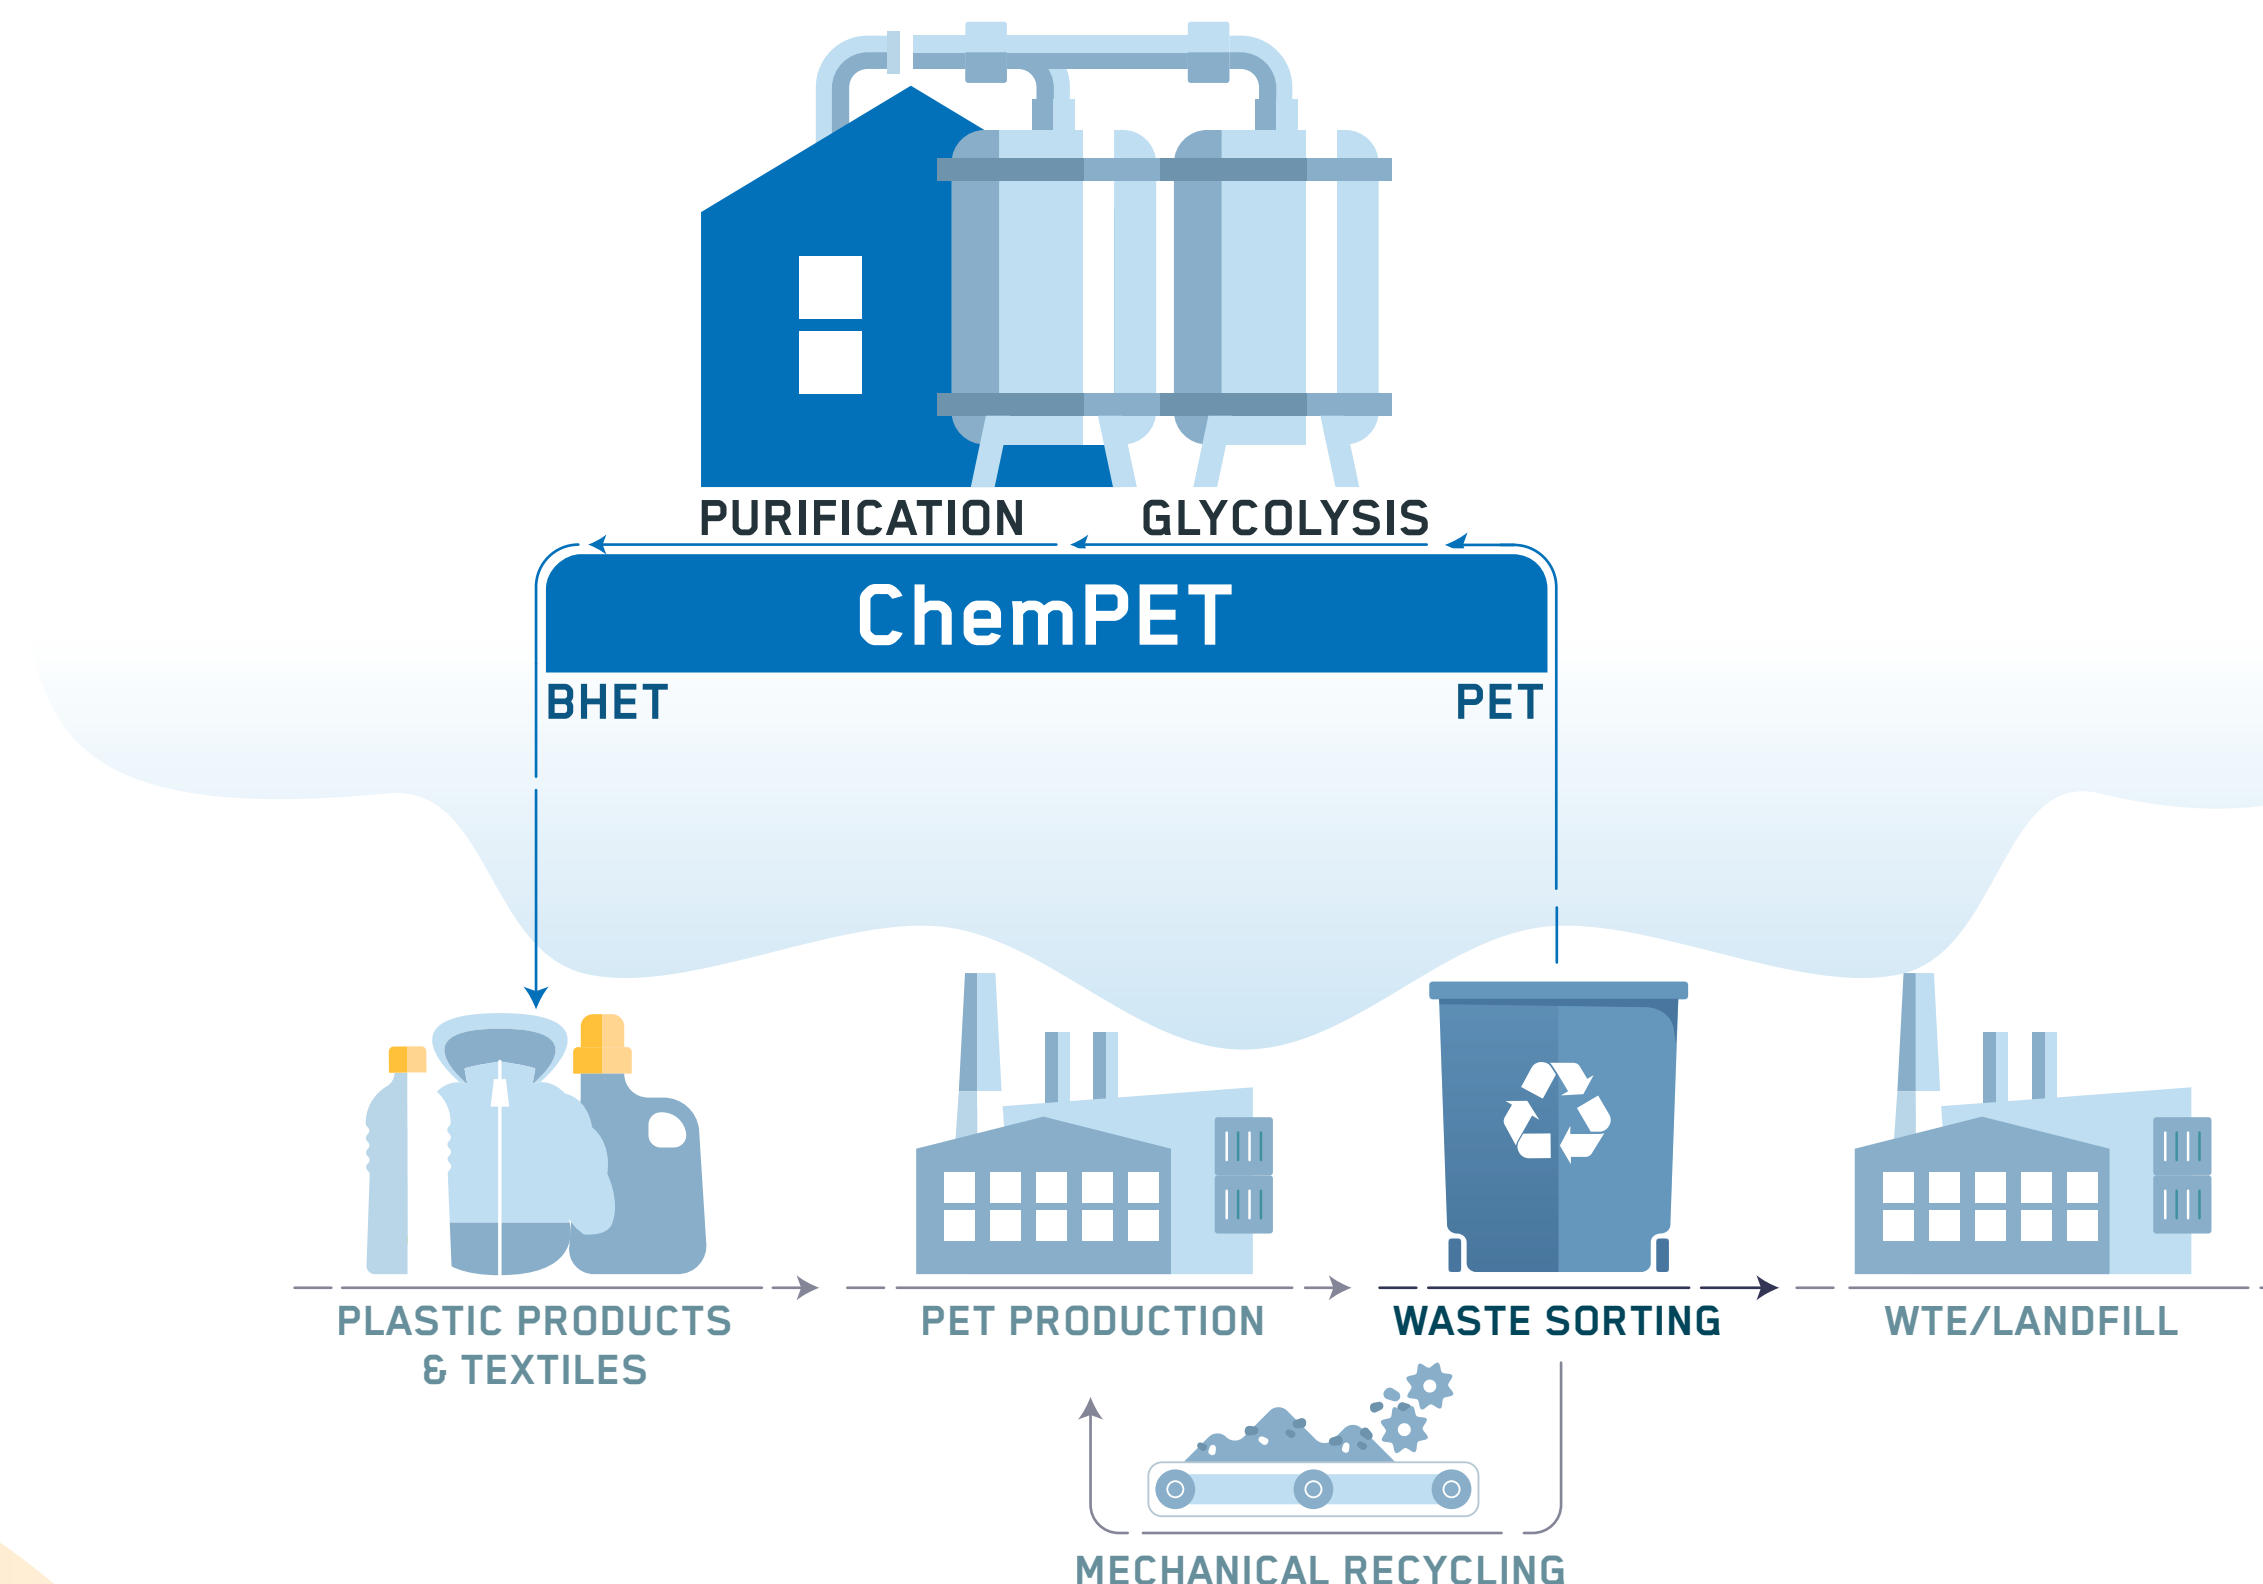 PURIFICATION
GLYCOLYSIS
ChemPET
BHET
PET
PLASTIC PRODUCTS
& TEXTILES
PET PRODUCTION
WASTE SORTING
WTE/LANDFILL
MECHANICAL RECYCLING